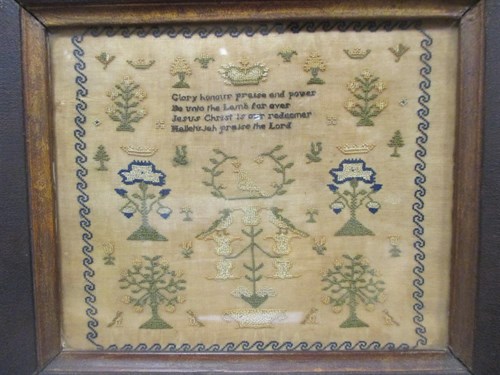 Glory honour praise and power
Be unto the Lamb for ever
Jesus Christ is our redeemer
Hallelujah praise the Lord